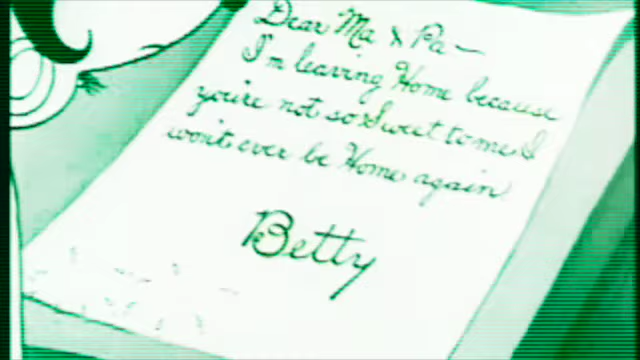 Dear Ma & Pa —
I'm leaving Home because
you're not so Sweet to me I
won't ever be Home again
Betty